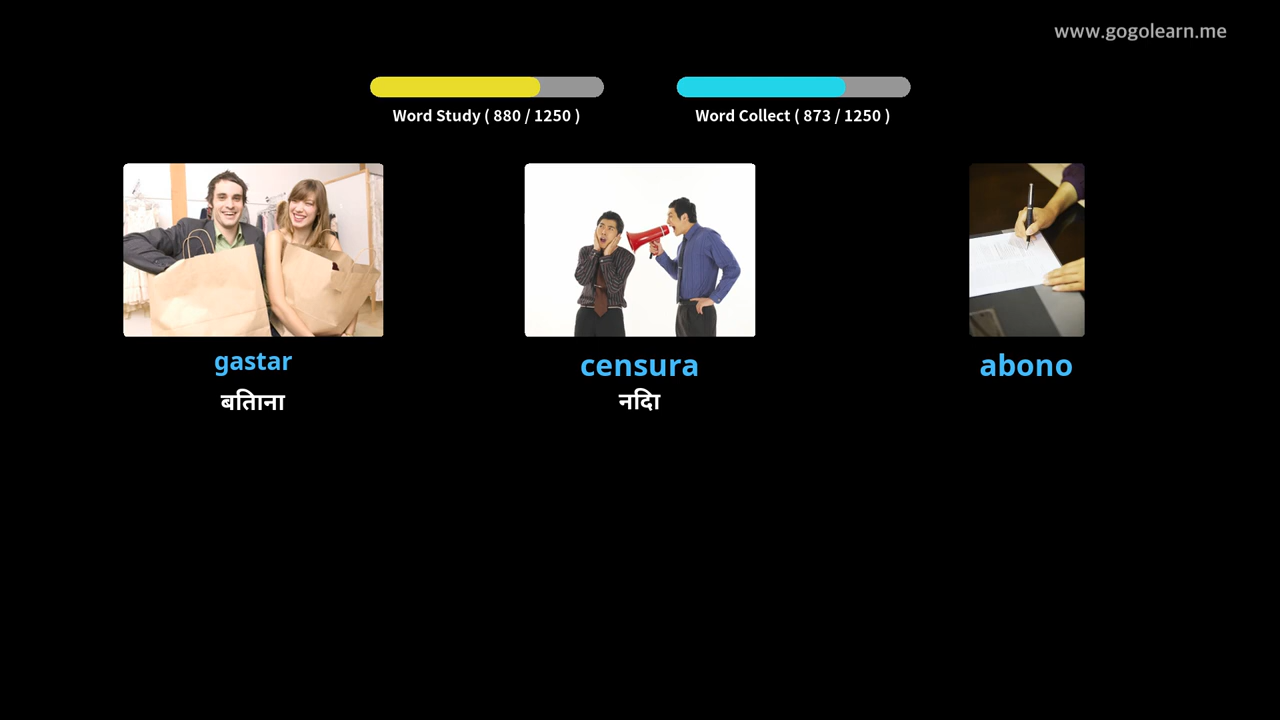 www.gogolearn.me
Word Study ( 880 / 1250 )
Word Collect ( 873 / 1250 )
gastar
censura
abono
बिताना
निंदा